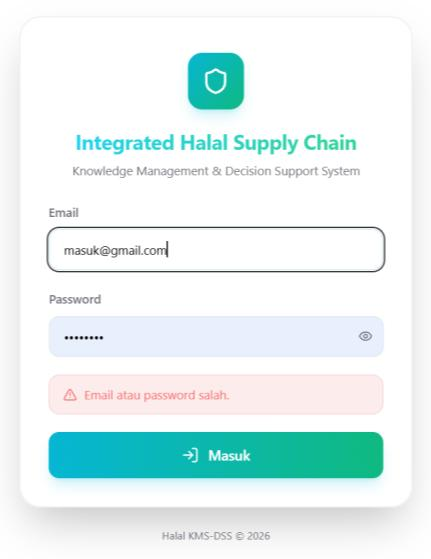 Integrated Halal Supply Chain
Knowledge Management & Decision Support System
Email
masuk@gmail.com
Password
••••••••
Email atau password salah.
Masuk
Halal KMS-DSS © 2026